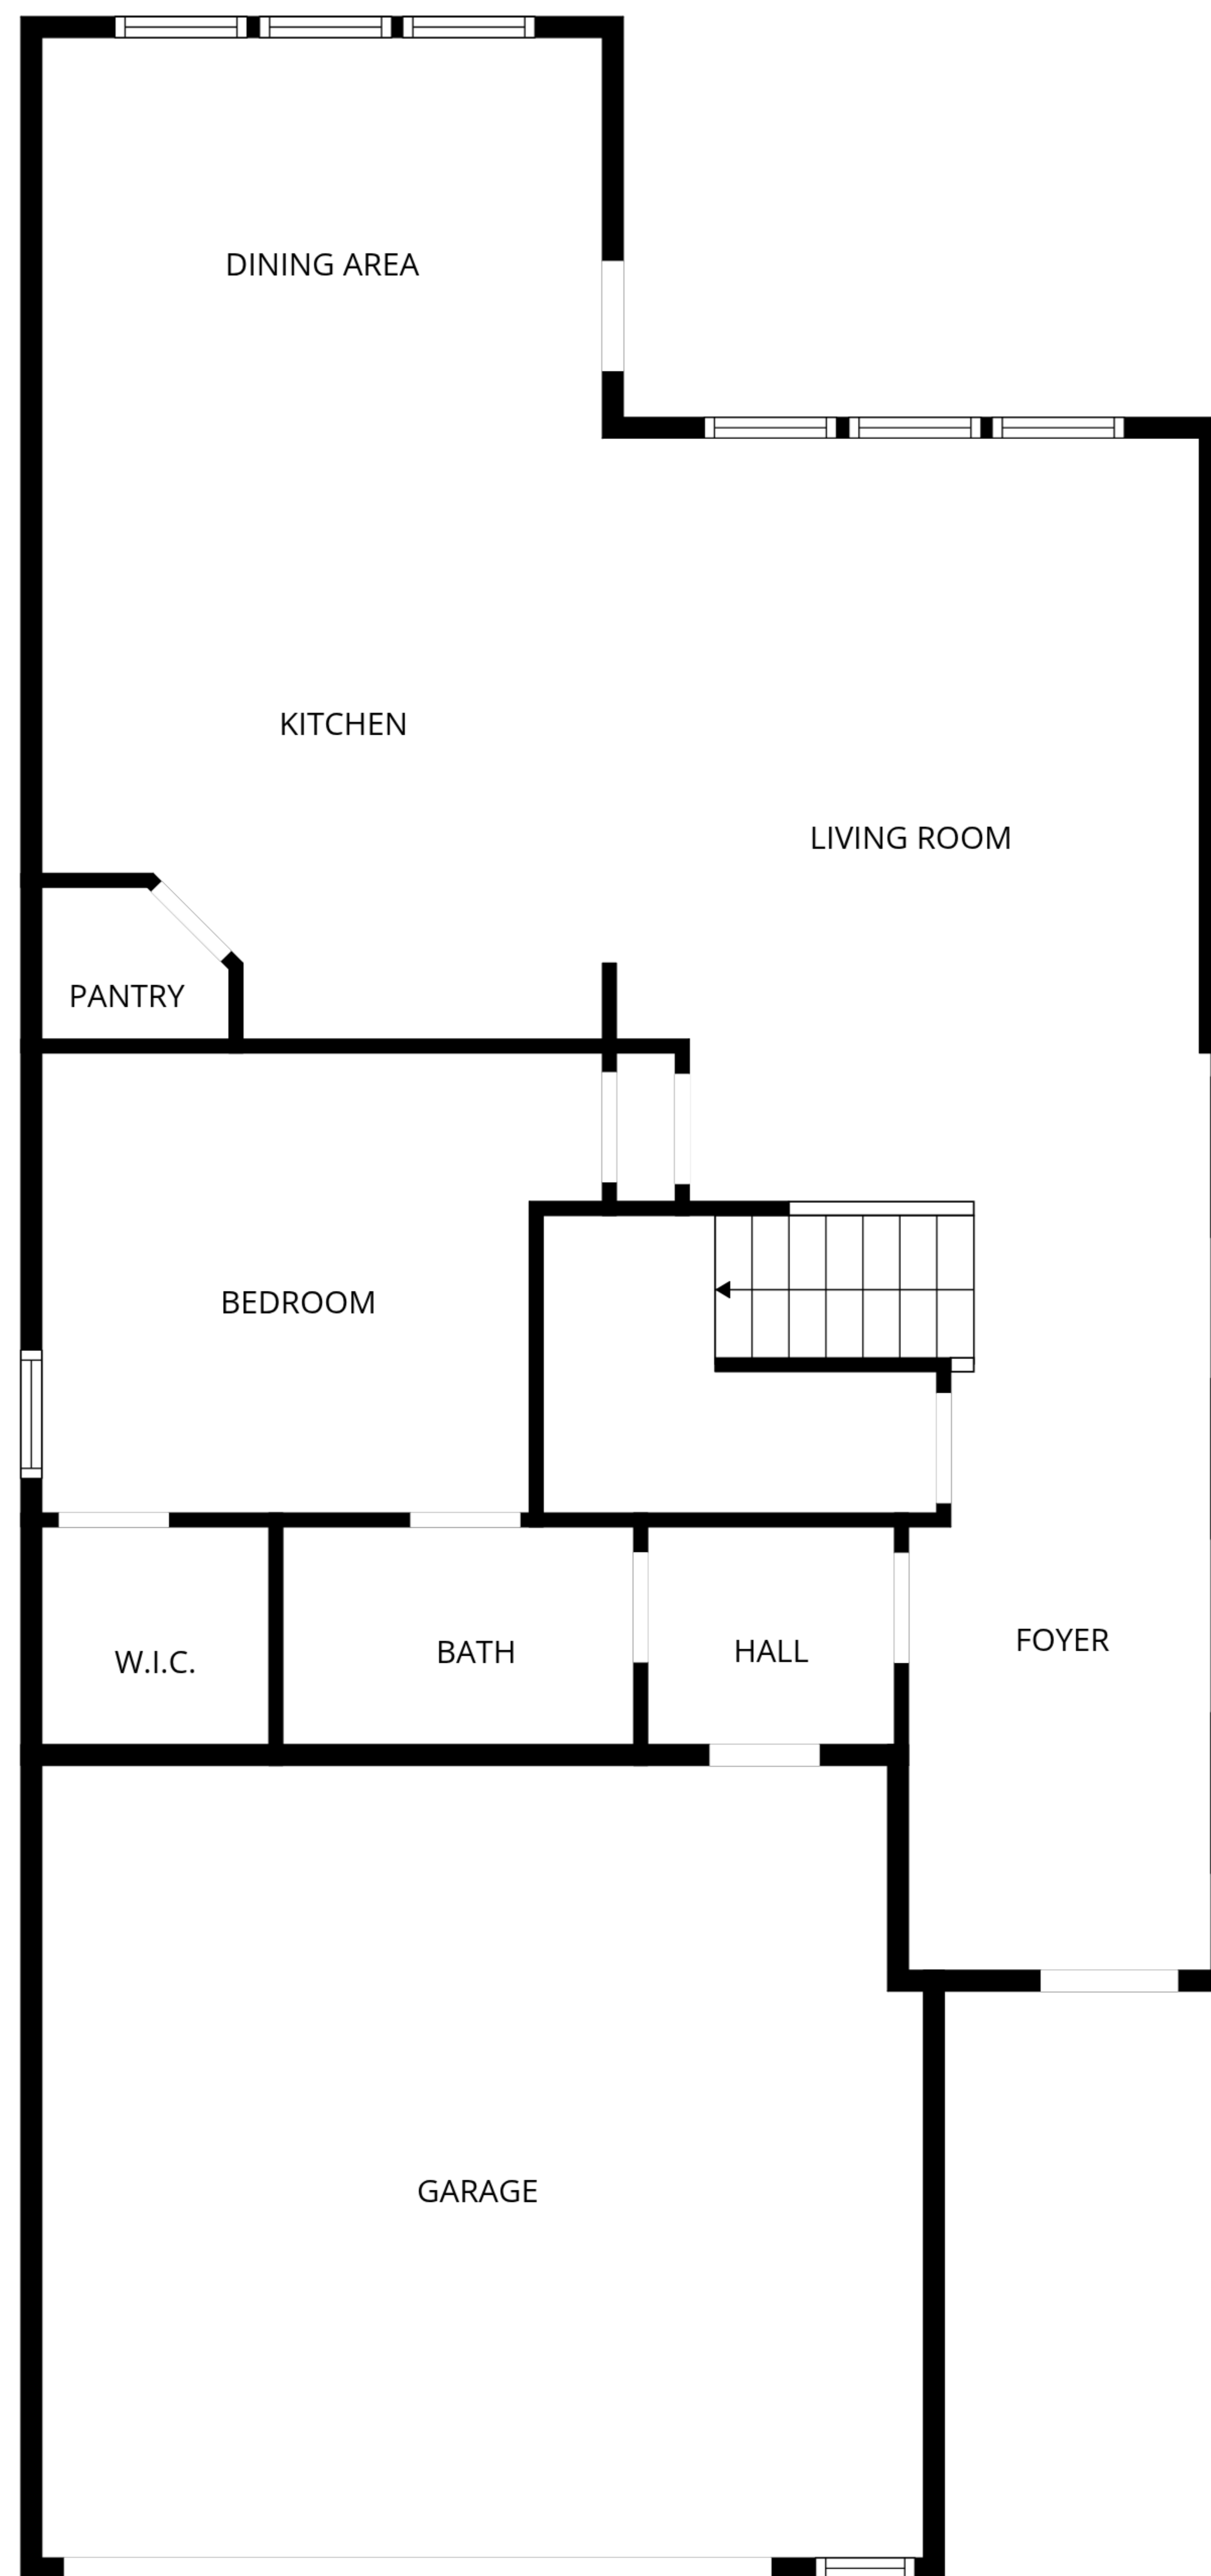 DINING AREA
KITCHEN
LIVING ROOM
PANTRY
BEDROOM
FOYER
HALL
BATH
W.I.C.
GARAGE